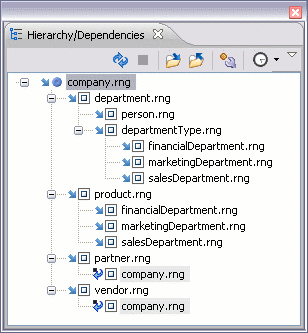 Hierarchy/Dependencies
company.rng
department.rng
person.rng
departmentType.rng
financialDepartment.rng
marketingDepartment.rng
salesDepartment.rng
product.rng
financialDepartment.rng
marketingDepartment.rng
salesDepartment.rng
partner.rng
company.rng
vendor.rng
company.rng